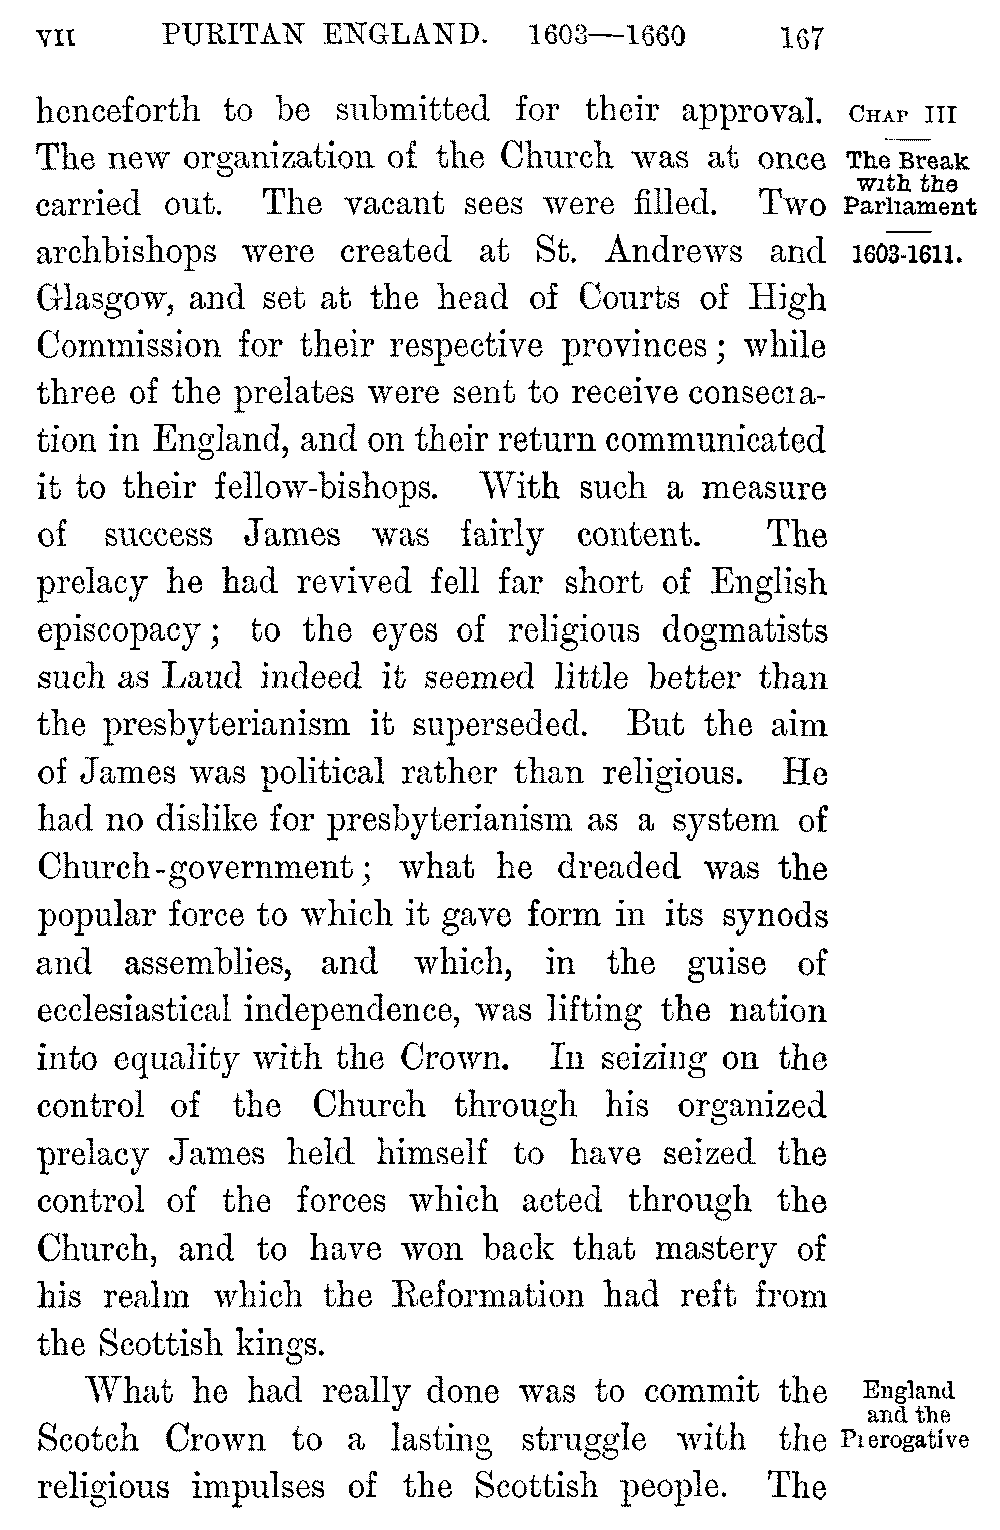 VII PURITAN ENGLAND. 1603—1660 167
henceforth to be submitted for their approval.
The new organization of the Church was at once
carried out. The vacant sees were filled. Two
archbishops were created at St. Andrews and
Glasgow, and set at the head of Courts of High
Commission for their respective provinces; while
three of the prelates were sent to receive consecra-
tion in England, and on their return communicated
it to their fellow-bishops. With such a measure
of success James was fairly content. The
prelacy he had revived fell far short of English
episcopacy; to the eyes of religious dogmatists
such as Laud indeed it seemed little better than
the presbyterianism it superseded. But the aim
of James was political rather than religious. He
had no dislike for presbyterianism as a system of
Church-government; what he dreaded was the
popular force to which it gave form in its synods
and assemblies, and which, in the guise of
ecclesiastical independence, was lifting the nation
into equality with the Crown. In seizing on the
control of the Church through his organized
prelacy James held himself to have seized the
control of the forces which acted through the
Church, and to have won back that mastery of
his realm which the Reformation had reft from
the Scottish kings.
What he had really done was to commit the
Scotch Crown to a lasting struggle with the
religious impulses of the Scottish people. The
CHAP III
The Break
with the
Parliament
1603-1611.
England
and the
Prerogative